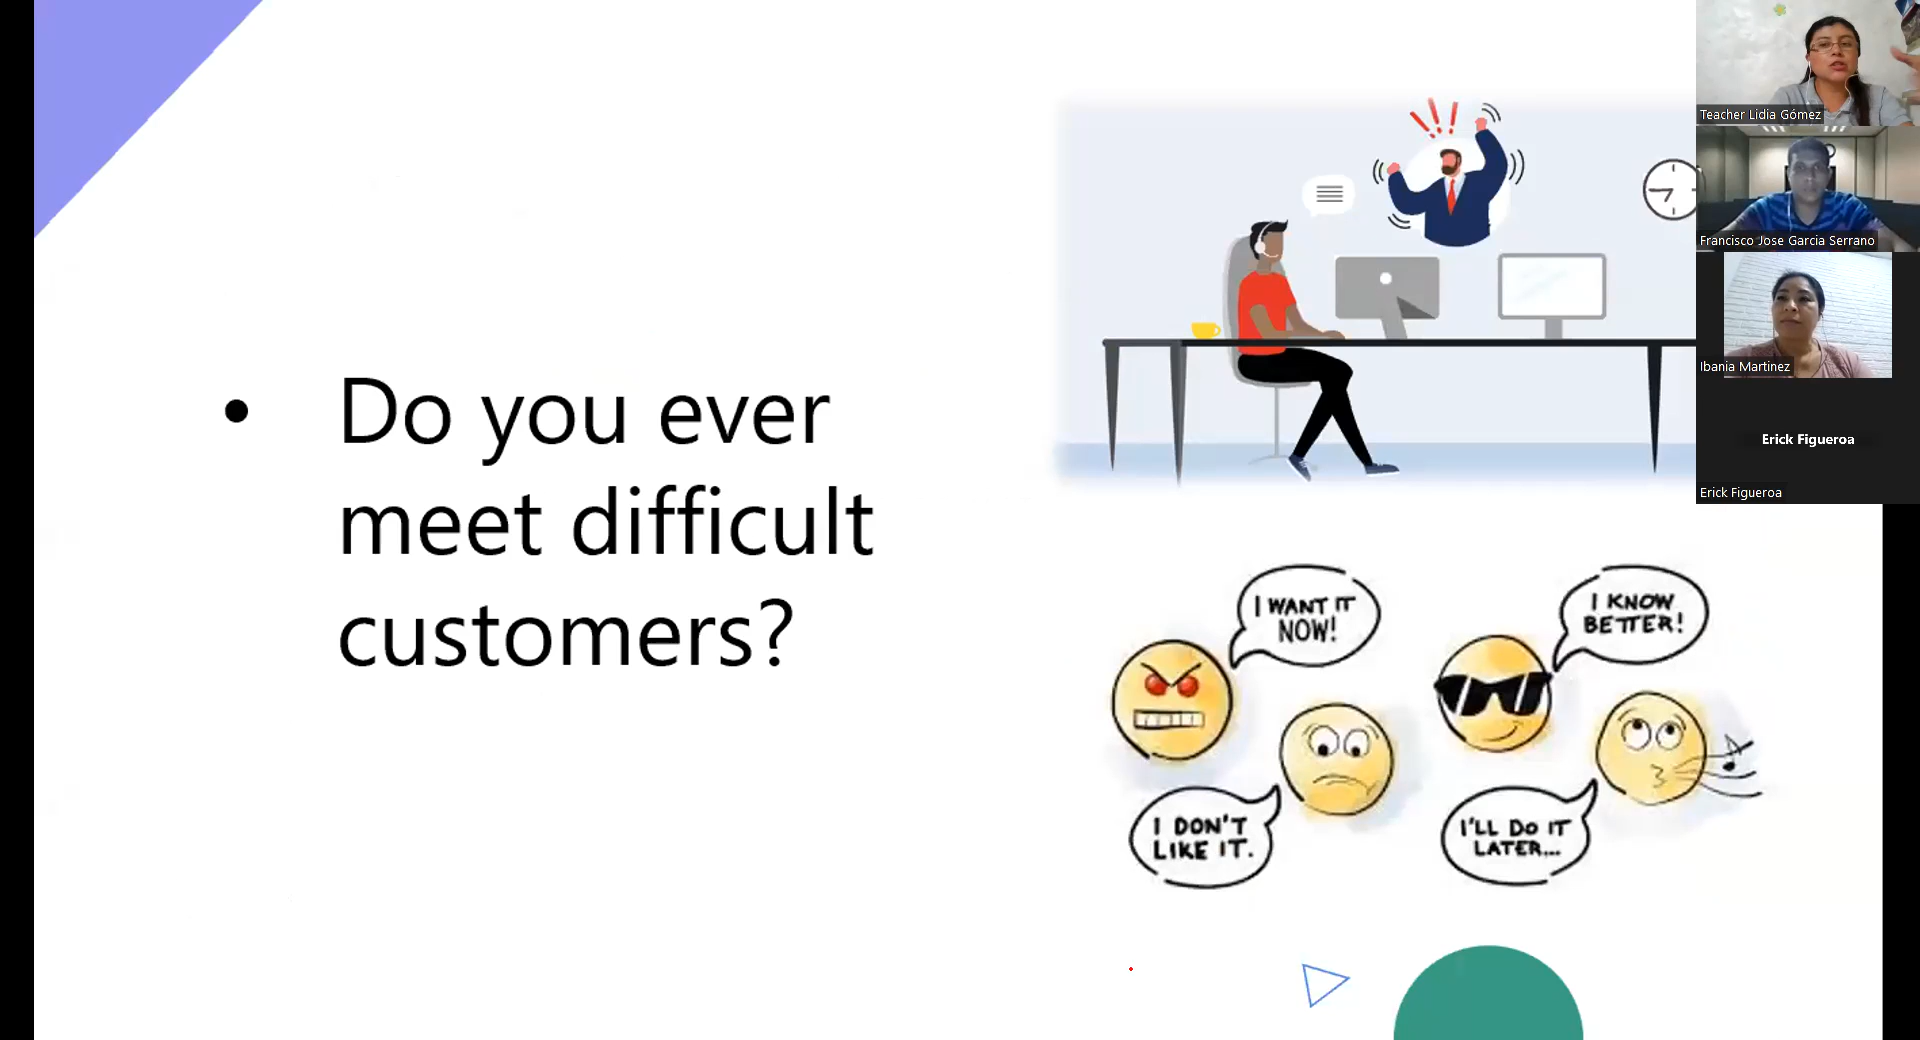 • Do you ever
meet difficult
customers?
I WANT IT
NOW!
I KNOW
BETTER!
I DON'T
LIKE IT.
I'LL DO IT
LATER...
Teacher Lidia Gómez
Francisco Jose Garcia Serrano
Ibania Martinez
Erick Figueroa
Erick Figueroa